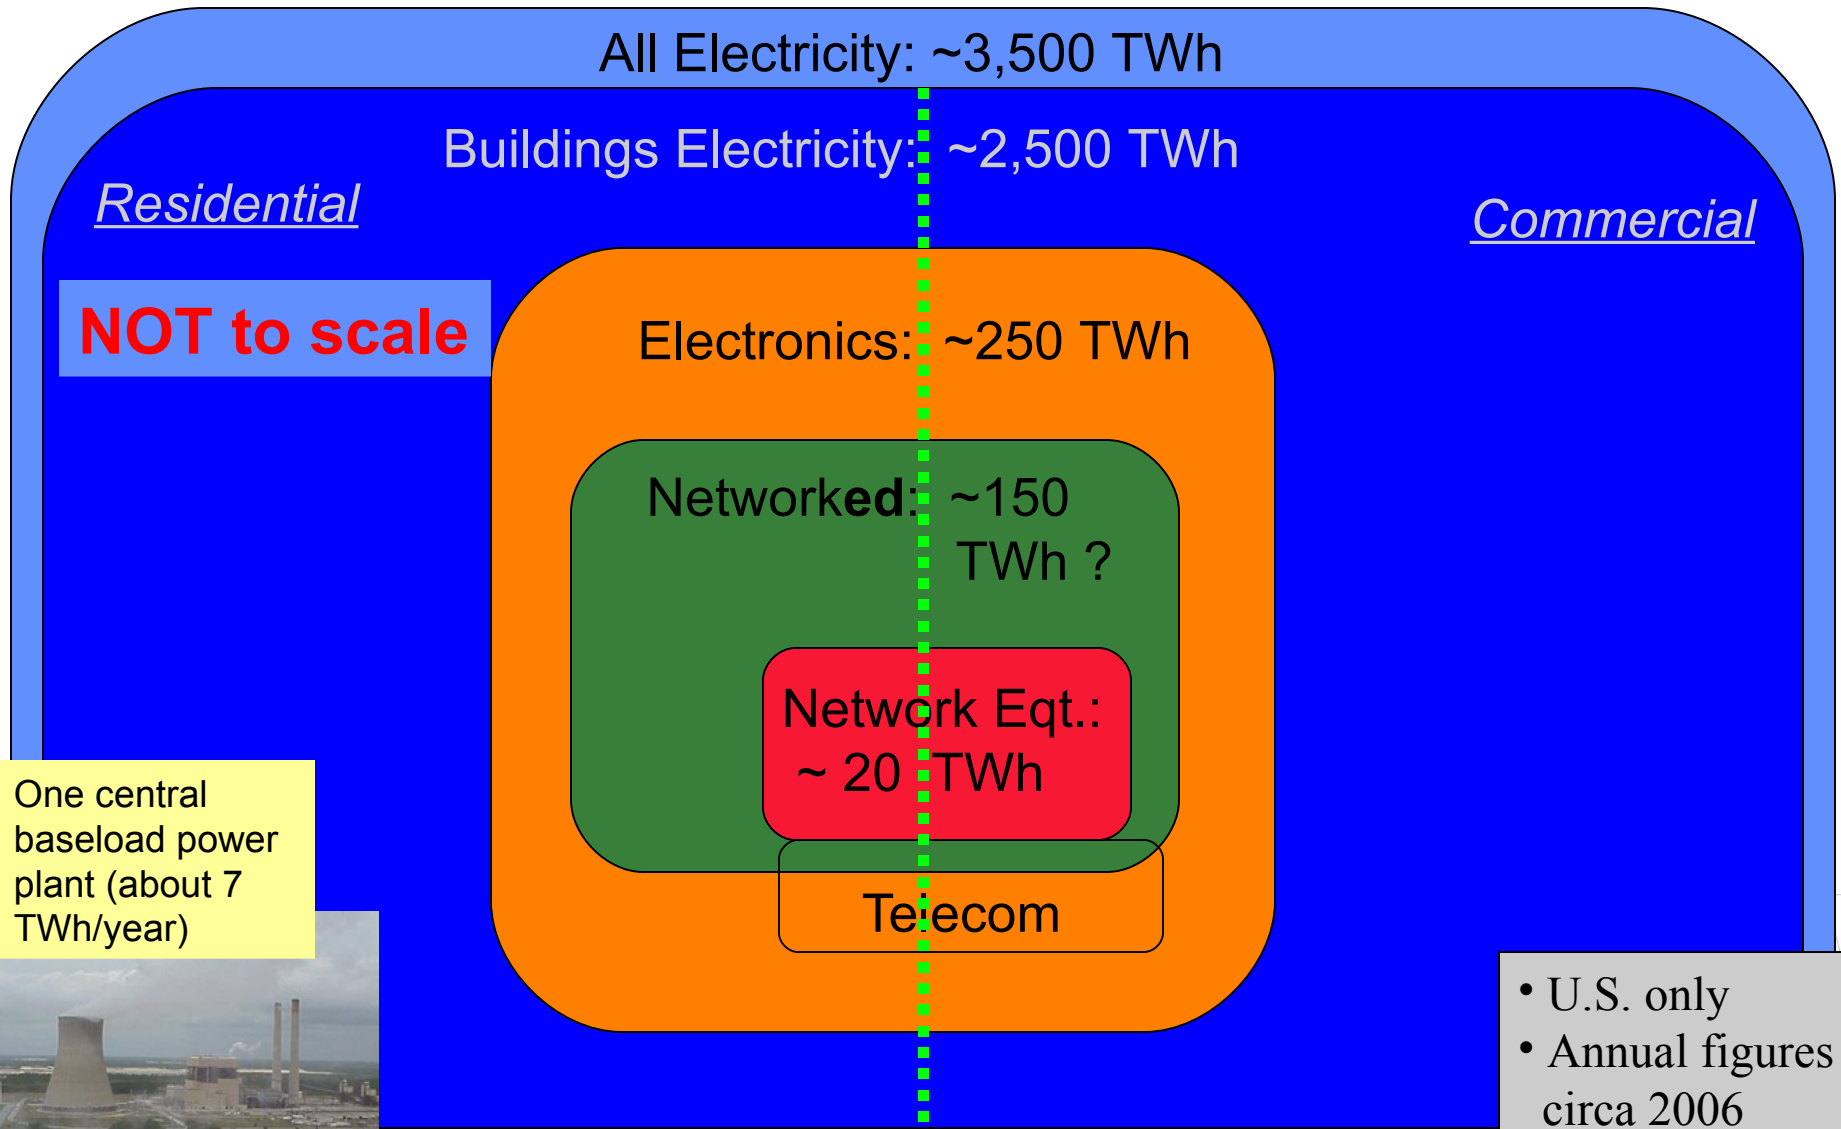 All Electricity: ~3,500 TWh
Buildings Electricity: ~2,500 TWh
Residential
Commercial
NOT to scale
Electronics: ~250 TWh
Networked: ~150
TWh ?
Network Eqt.:
~ 20 TWh
Telecom
One central
baseload power
plant (about 7
TWh/year)
• U.S. only
• Annual figures
circa 2006